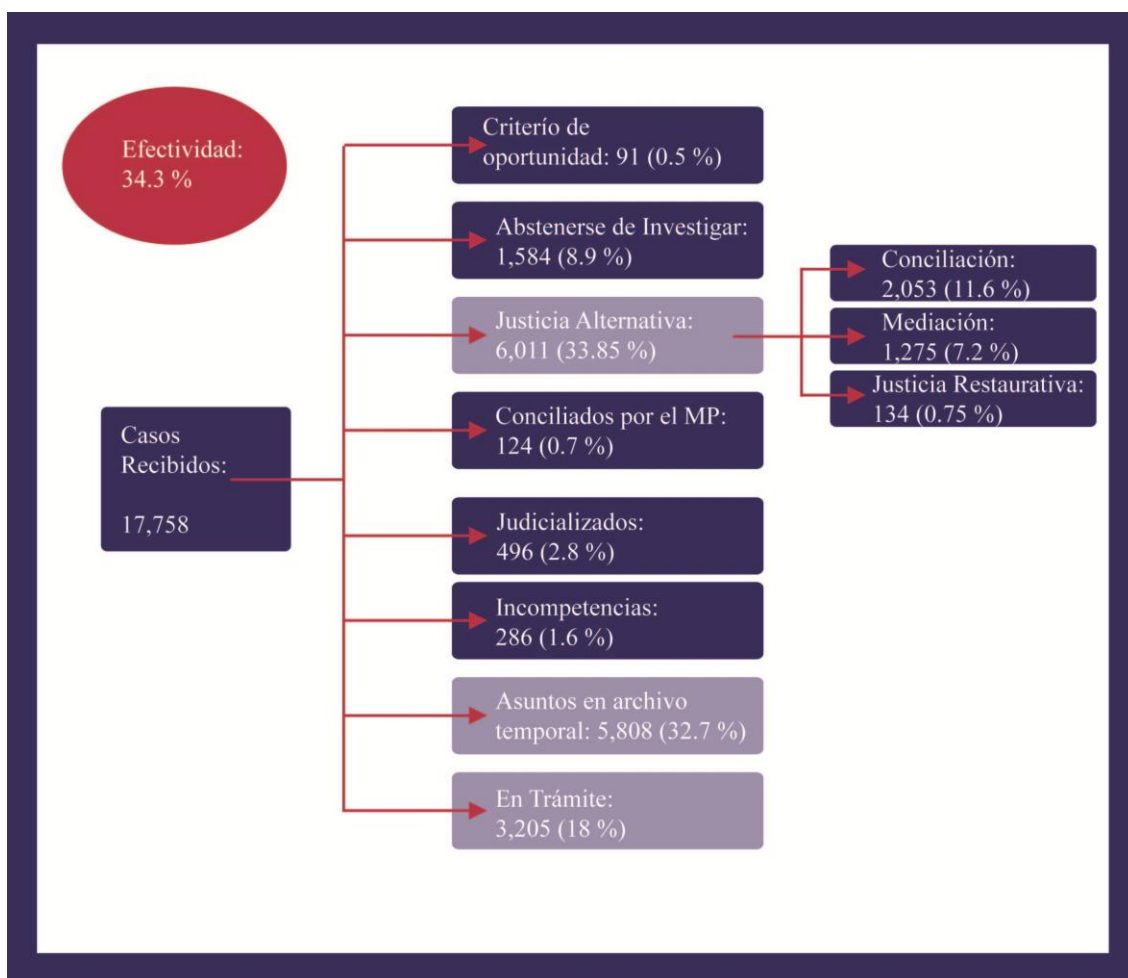 Efectividad:
34.3 %
Criterío de
oportunidad: 91 (0.5 %)
Abstenerse de Investigar:
1,584 (8.9 %)
Justicia Alternativa:
6,011 (33.85 %)
Conciliación:
2,053 (11.6 %)
Mediación:
1,275 (7.2 %)
Justicia Restaurativa:
134 (0.75 %)
Casos
Recibidos:
17,758
Conciliados por el MP:
124 (0.7 %)
Judicializados:
496 (2.8 %)
Incompetencias:
286 (1.6 %)
Asuntos en archivo
temporal: 5,808 (32.7 %)
En Trámite:
3,205 (18 %)